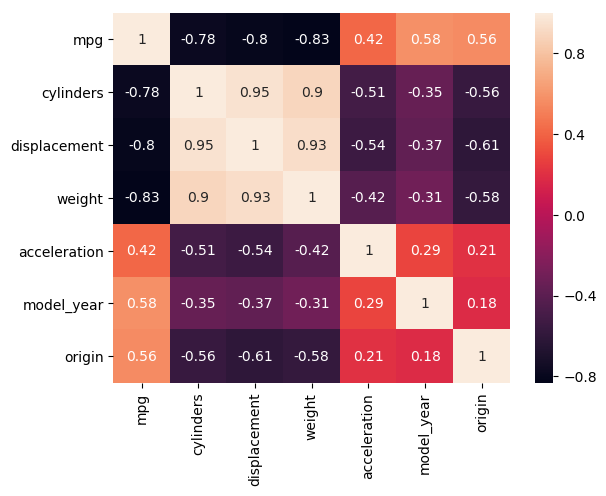 mpg 1 -0.78 -0.8 -0.83 0.42 0.58 0.56
cylinders -0.78 1 0.95 0.9 -0.51 -0.35 -0.56
displacement -0.8 0.95 1 0.93 -0.54 -0.37 -0.61
weight -0.83 0.9 0.93 1 -0.42 -0.31 -0.58
acceleration 0.42 -0.51 -0.54 -0.42 1 0.29 0.21
model_year 0.58 -0.35 -0.37 -0.31 0.29 1 0.18
origin 0.56 -0.56 -0.61 -0.58 0.21 0.18 1
mpg cylinders displacement weight acceleration model_year origin
0.8
0.4
0.0
−0.4
−0.8